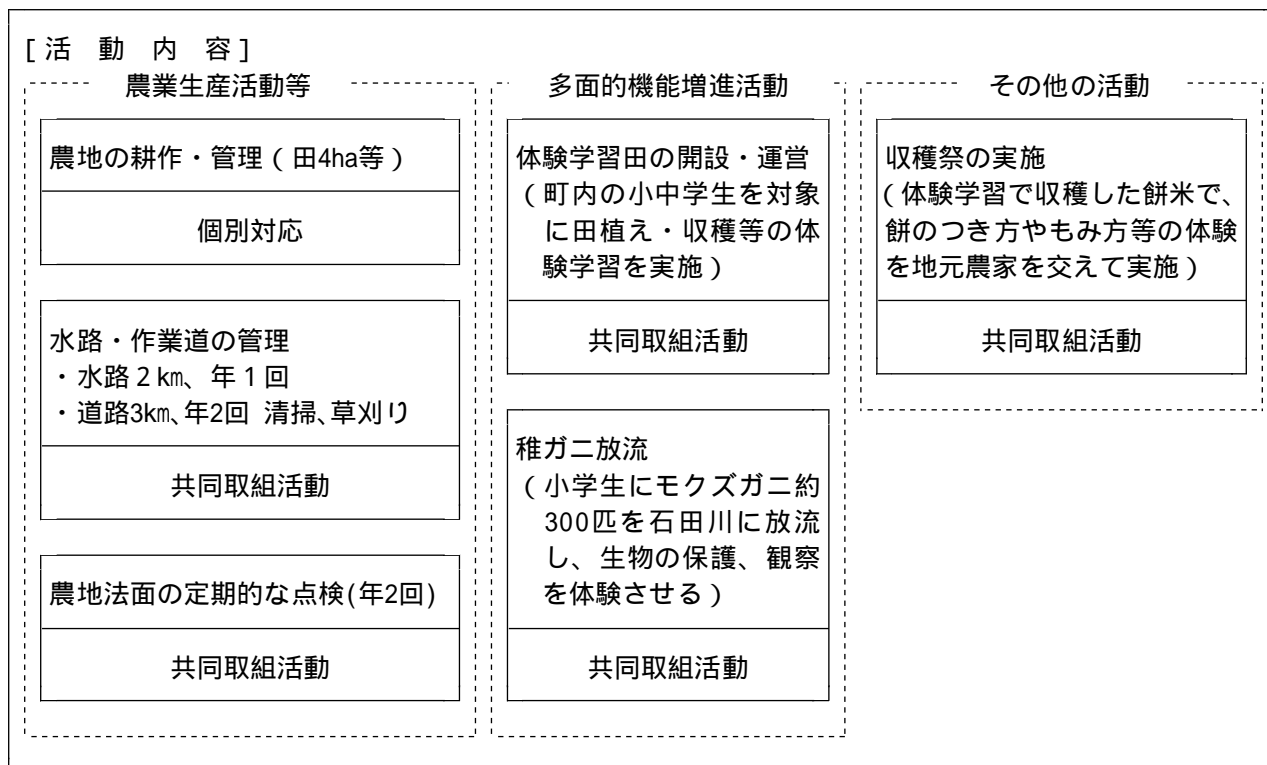 [活 動 内 容]
農業生産活動等
農地の耕作・管理(田4ha等)
個別対応
水路・作業道の管理
・水路2㎞、年1回
・道路3㎞、年2回 清掃、草刈り
共同取組活動
農地法面の定期的な点検(年2回)
共同取組活動
多面的機能増進活動
体験学習田の開設・運営
(町内の小中学生を対象
に田植え・収穫等の体
験学習を実施)
共同取組活動
稚ガニ放流
(小学生にモクズガニ約
300匹を石田川に放流
し、生物の保護、観察
を体験させる)
共同取組活動
その他の活動
収穫祭の実施
(体験学習で収穫した餅米で、
餅のつき方やもみ方等の体験
を地元農家を交えて実施)
共同取組活動